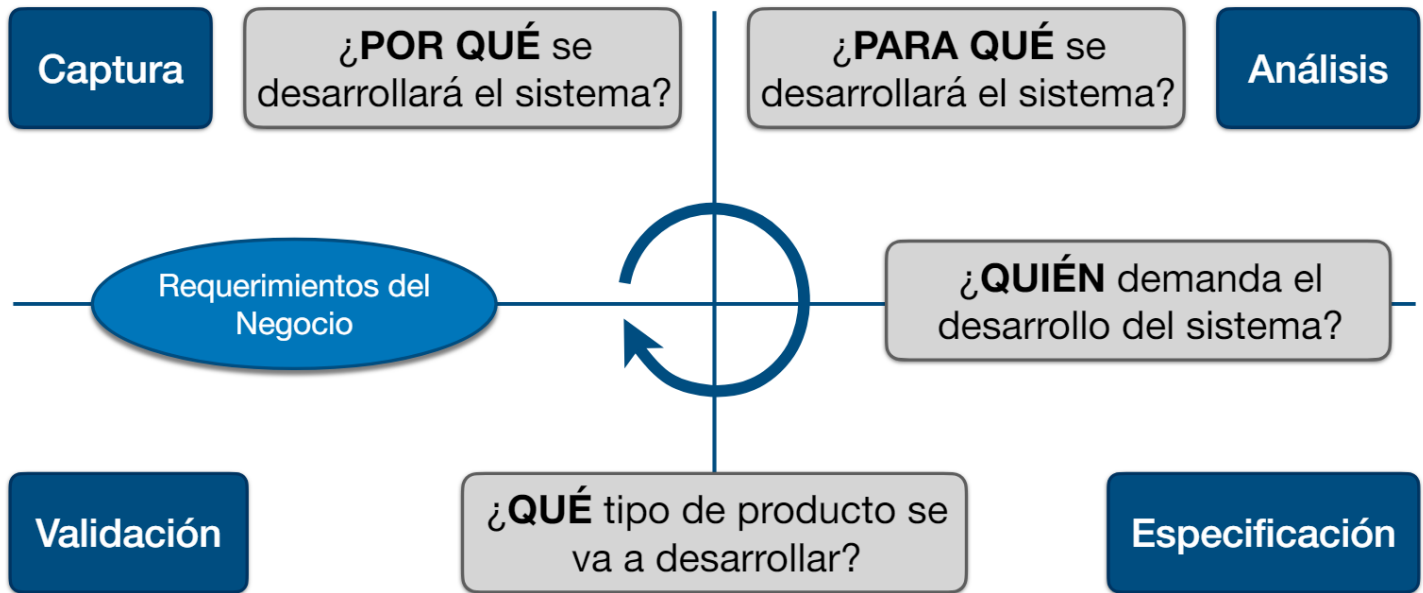 Captura
¿POR QUÉ se
desarrollará el sistema?
¿PARA QUÉ se
desarrollará el sistema?
Análisis
Requerimientos del
Negocio
¿QUIÉN demanda el
desarrollo del sistema?
Validación
¿QUÉ tipo de producto se
va a desarrollar?
Especificación